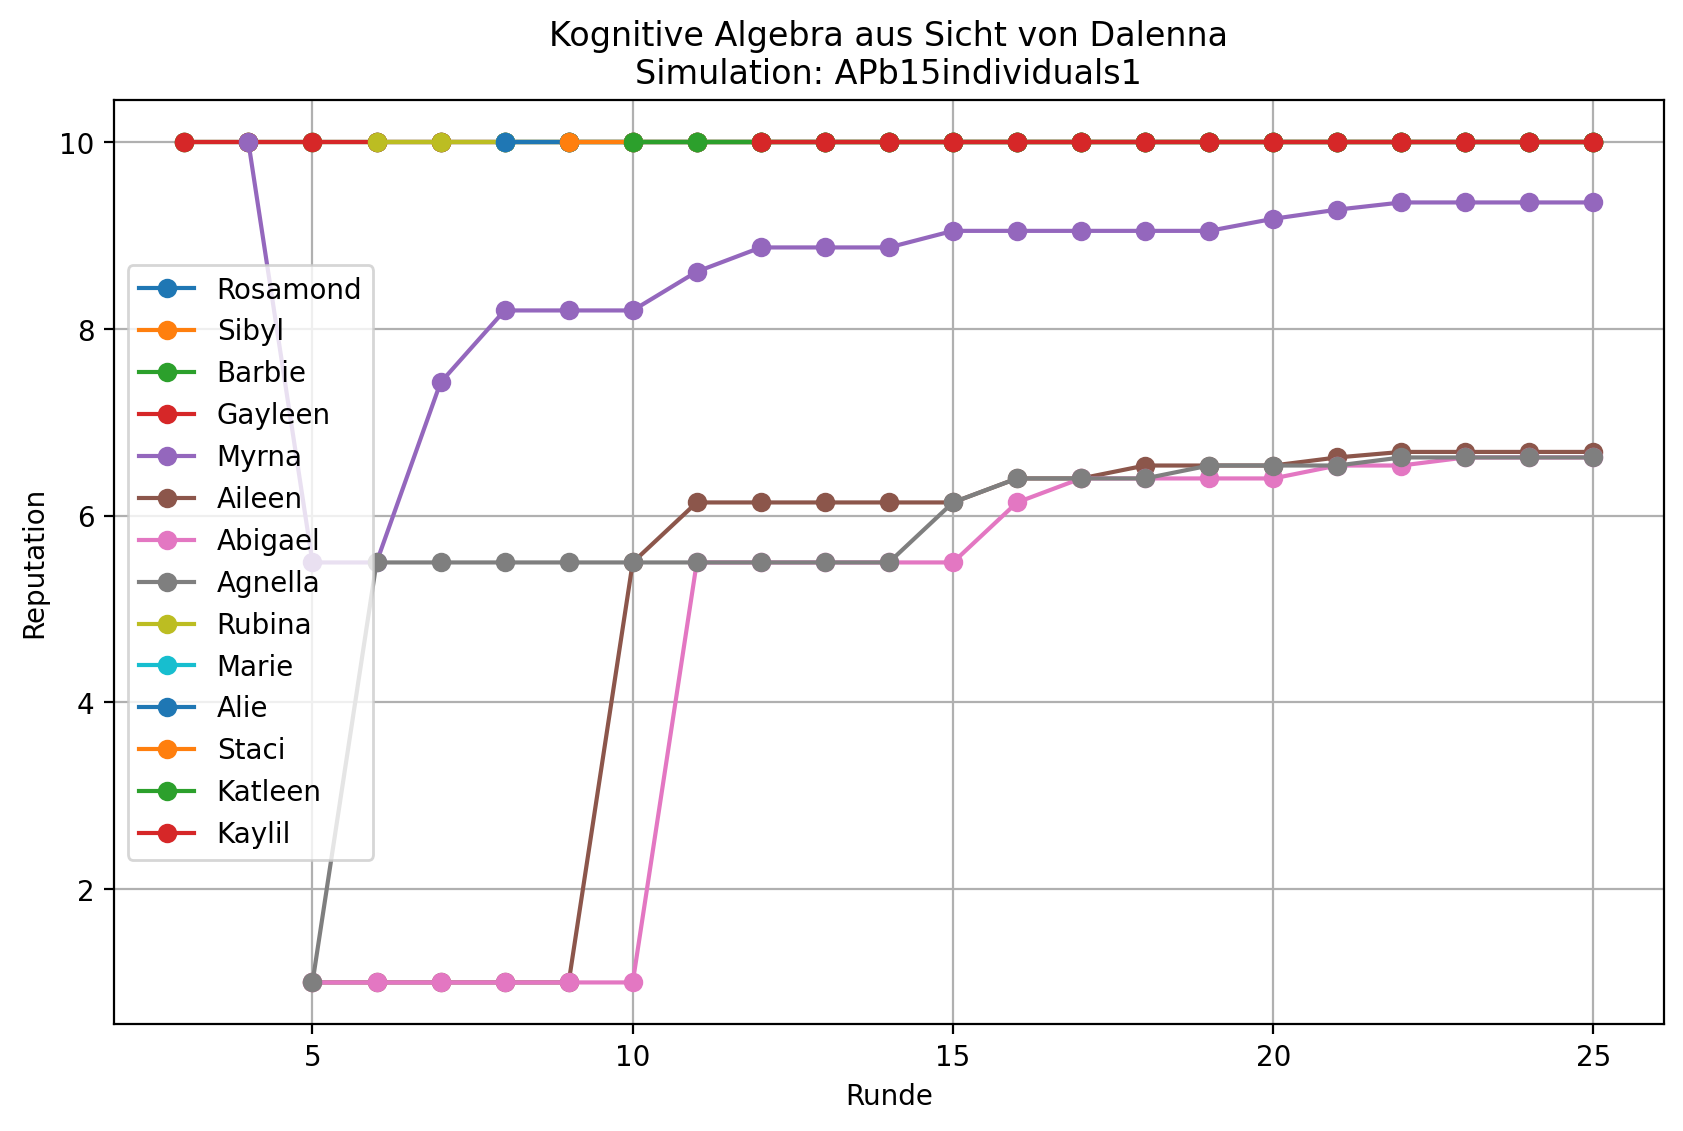 Kognitive Algebra aus Sicht von Dalenna
Simulation: APb15individuals1
Reputation
10
8
6
4
2
Rosamond
Sibyl
Barbie
Gayleen
Myrna
Aileen
Abigael
Agnella
Rubina
Marie
Alie
Staci
Katleen
Kaylil
5 10 15 20 25
Runde